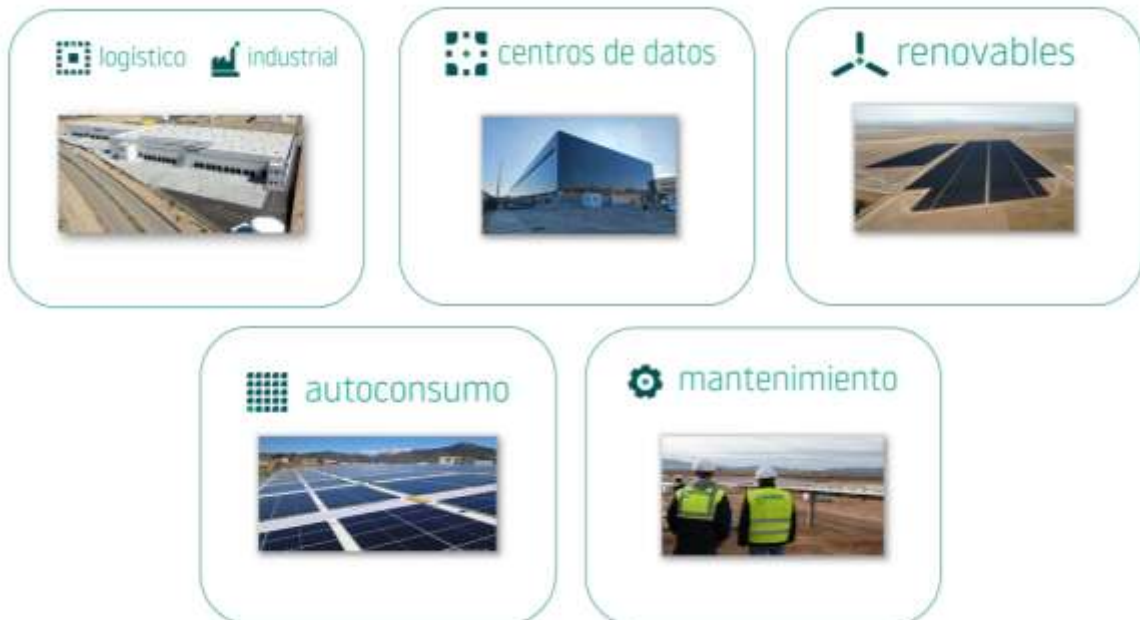 logístico industrial
centros de datos
renovables
autoconsumo
mantenimiento